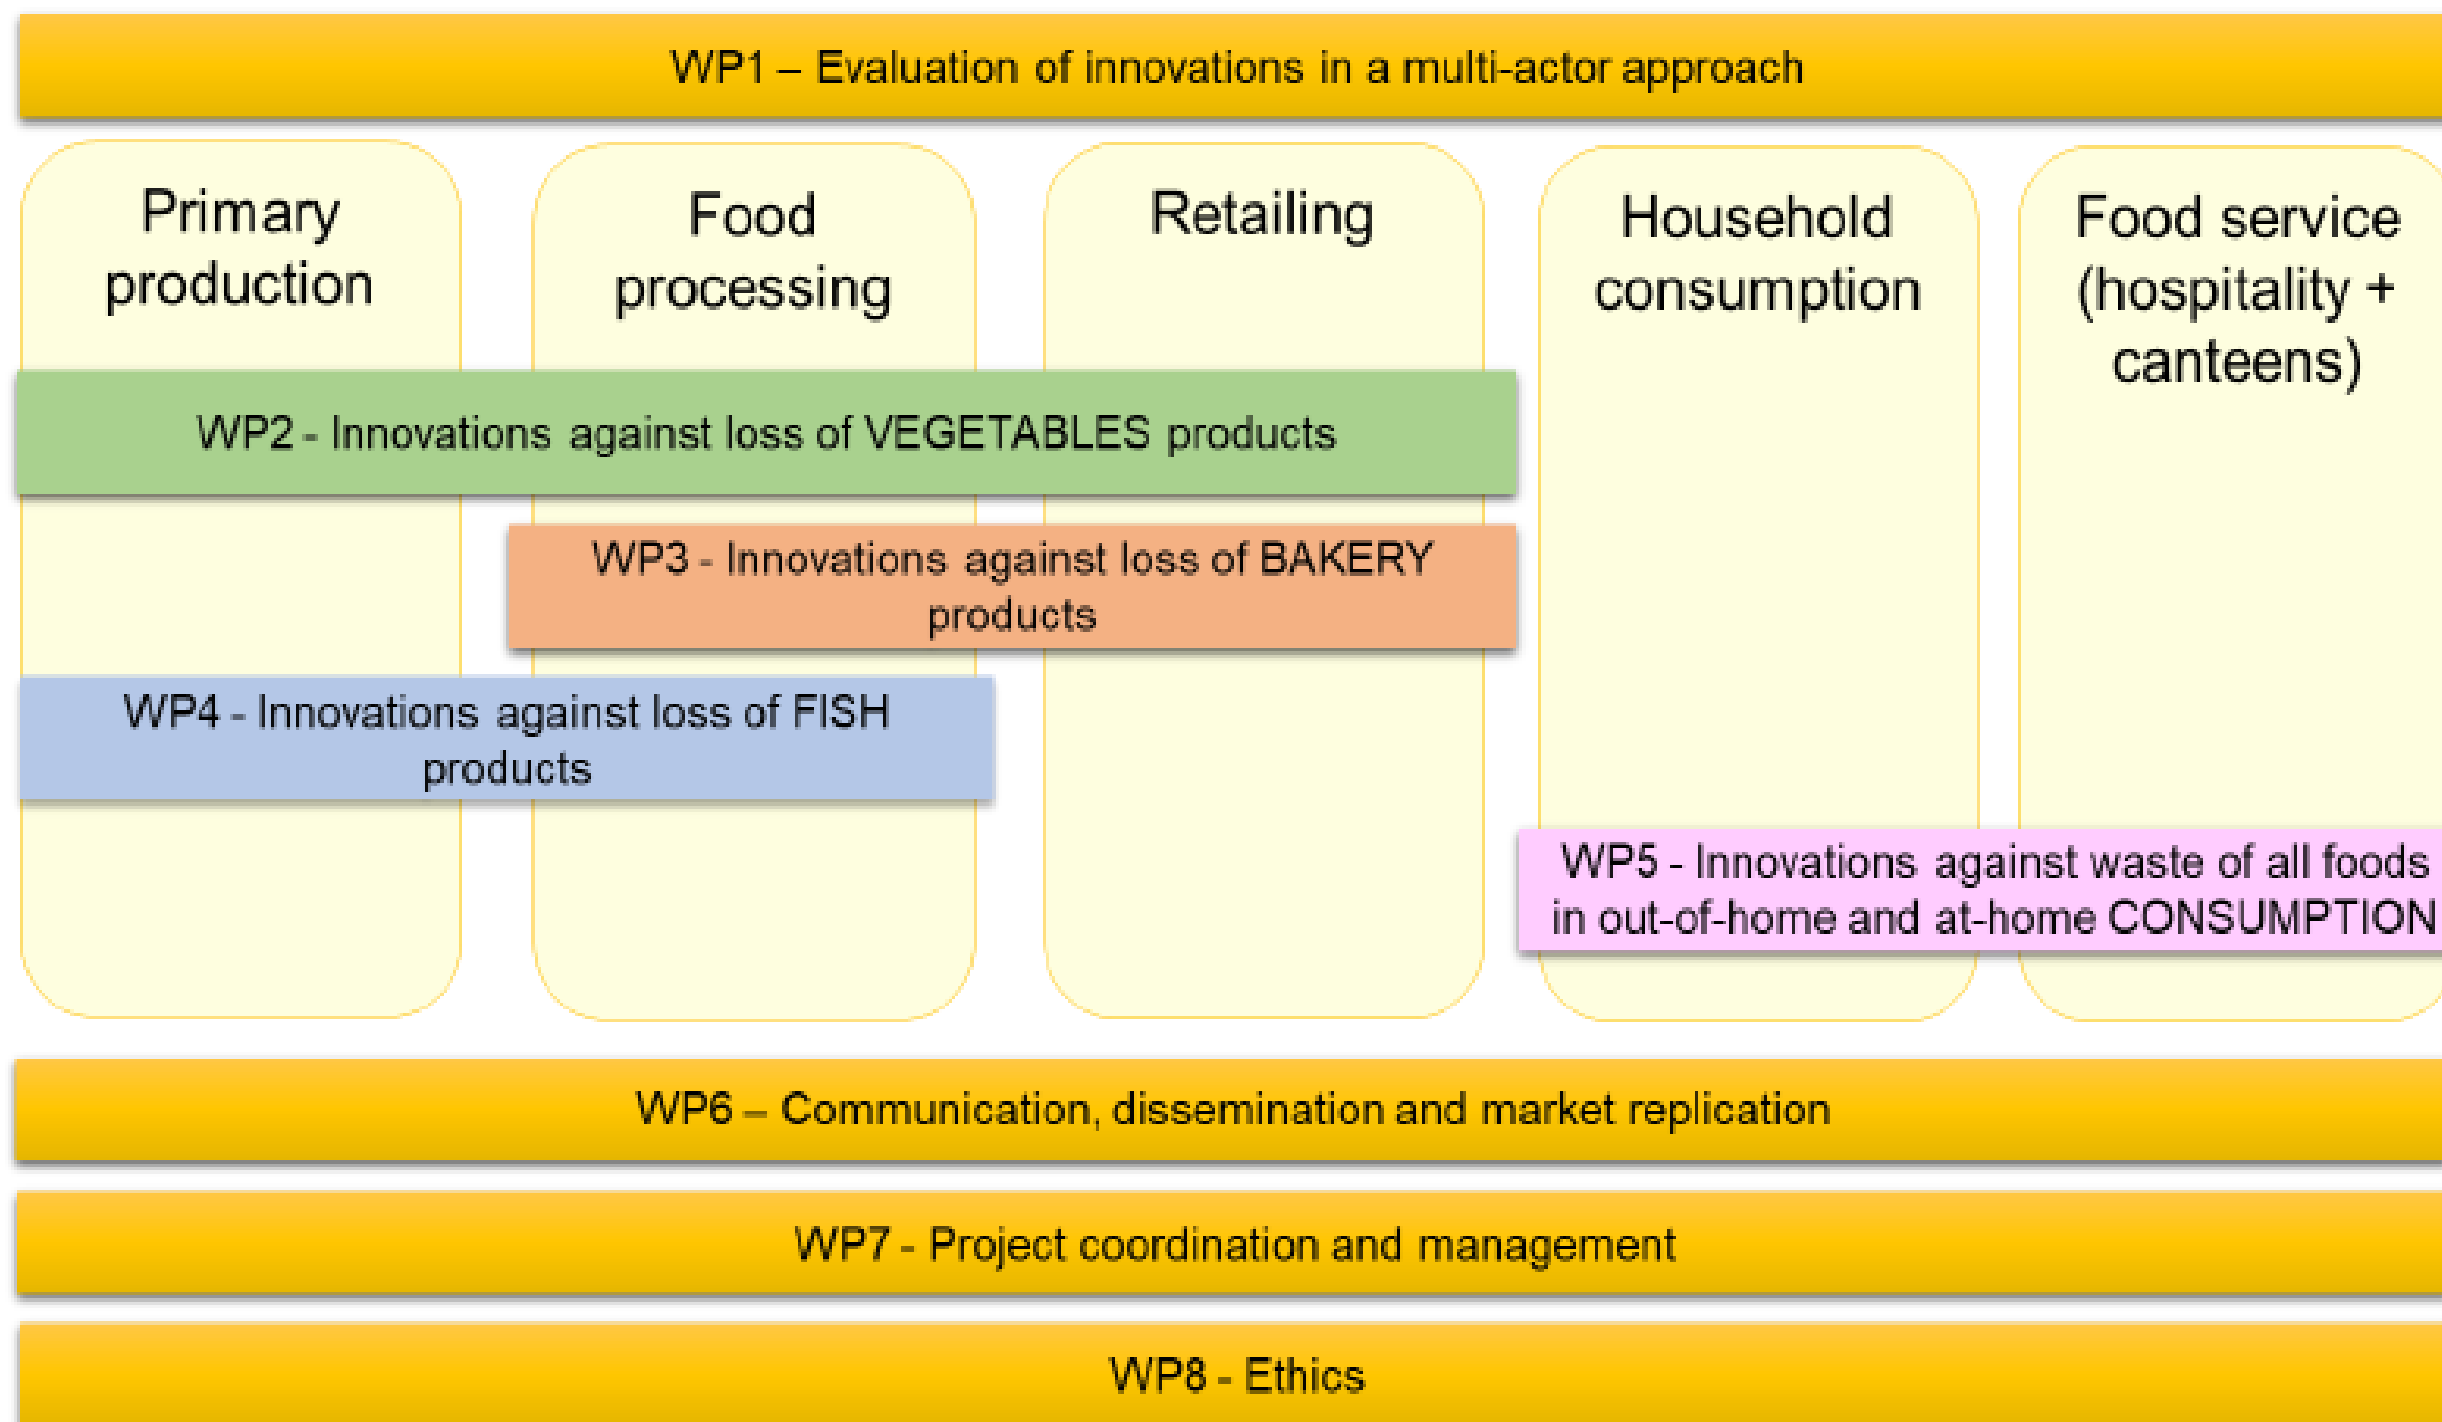 WP1 – Evaluation of innovations in a multi-actor approach
Primary
production
Food
processing
Retailing
Household
consumption
Food service
(hospitality +
canteens)
WP2 - Innovations against loss of VEGETABLES products
WP3 - Innovations against loss of BAKERY
products
WP4 - Innovations against loss of FISH
products
WP5 - Innovations against waste of all foods
in out-of-home and at-home CONSUMPTION
WP6 – Communication, dissemination and market replication
WP7 - Project coordination and management
WP8 - Ethics